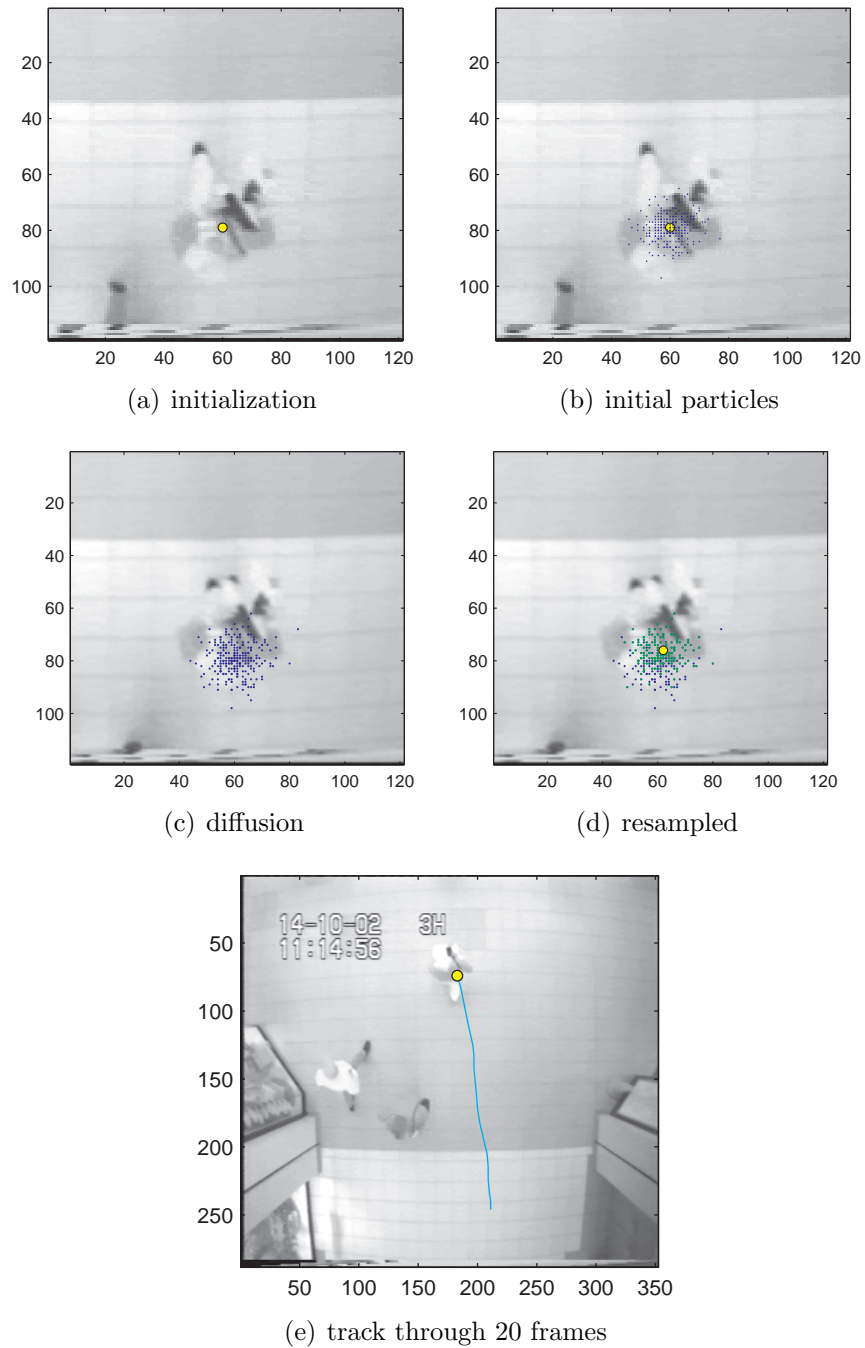 20
40
60
80
100
20 40 60 80 100 120
(a) initialization
20
40
60
80
100
20 40 60 80 100 120
(b) initial particles
20
40
60
80
100
20 40 60 80 100 120
(c) diffusion
20
40
60
80
100
20 40 60 80 100 120
(d) resampled
14-10-02 3H
11:14:56
50
100
150
200
250
50 100 150 200 250 300 350
(e) track through 20 frames